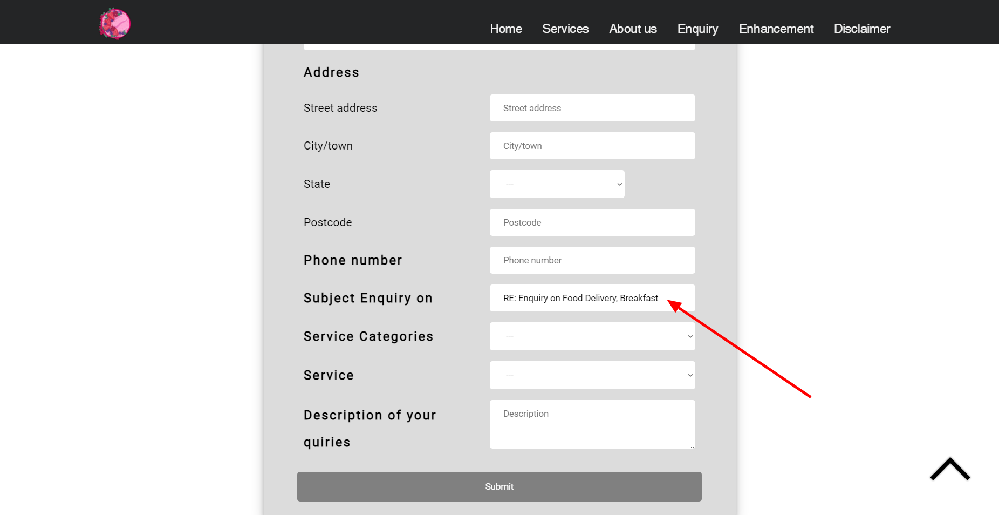 Home Services About us Enquiry Enhancement Disclaimer
Address
Street address Street address
City/town City/town
State ---
Postcode Postcode
Phone number Phone number
Subject Enquiry on RE: Enquiry on Food Delivery, Breakfast
Service Categories ---
Service ---
Description of your Description
quiries
Submit